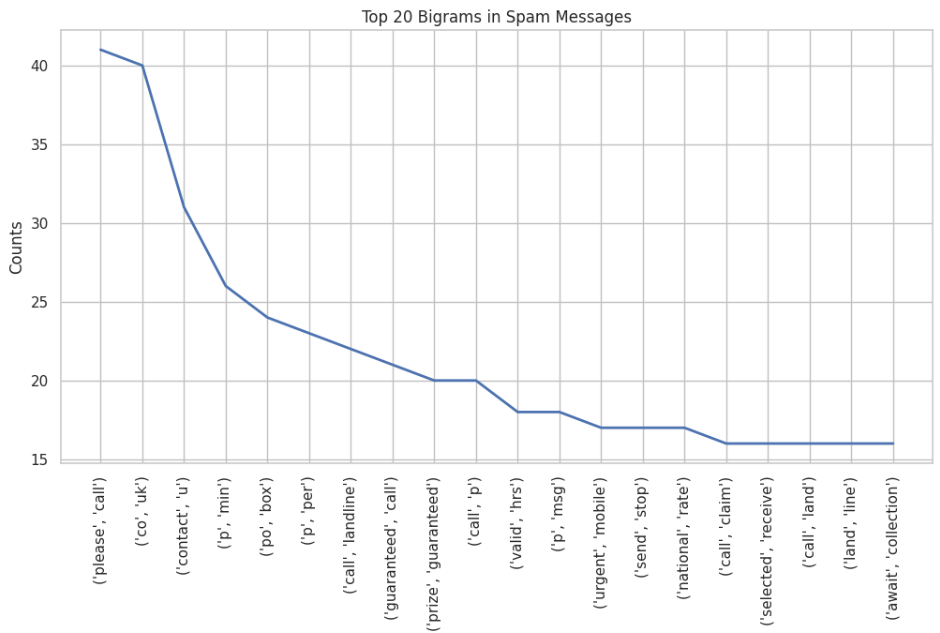 Top 20 Bigrams in Spam Messages
Counts
40
35
30
25
20
15
('please', 'call')
('co', 'uk')
('contact', 'u')
('p', 'min')
('po', 'box')
('p', 'per')
('call', 'landline')
('guaranteed', 'call')
('prize', 'guaranteed')
('call', 'p')
('valid', 'hrs')
('p', 'msg')
('urgent', 'mobile')
('send', 'stop')
('national', 'rate')
('call', 'claim')
('selected', 'receive')
('call', 'land')
('land', 'line')
('await', 'collection')